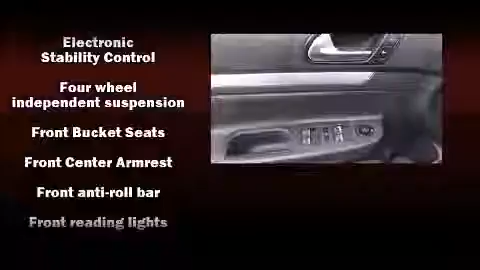 Electronic
Stability Control
Four wheel
independent suspension
Front Bucket Seats
Front Center Armrest
Front anti-roll bar
Front reading lights